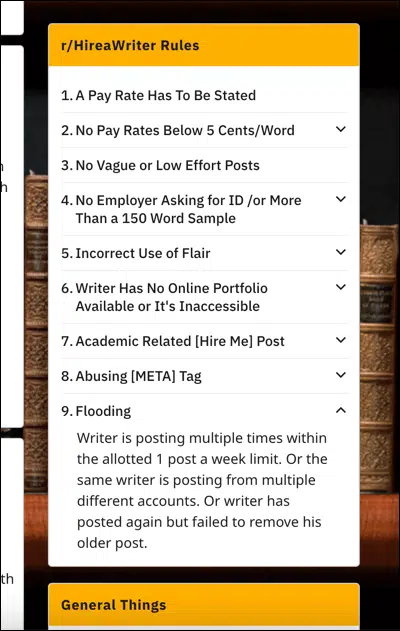 r/HireaWriter Rules
1. A Pay Rate Has To Be Stated
2. No Pay Rates Below 5 Cents/Word
3. No Vague or Low Effort Posts
4. No Employer Asking for ID /or More
Than a 150 Word Sample
5. Incorrect Use of Flair
6. Writer Has No Online Portfolio
Available or It's Inaccessible
7. Academic Related [Hire Me] Post
8. Abusing [META] Tag
9. Flooding
Writer is posting multiple times within
the allotted 1 post a week limit. Or the
same writer is posting from multiple
different accounts. Or writer has
posted again but failed to remove his
older post.
General Things